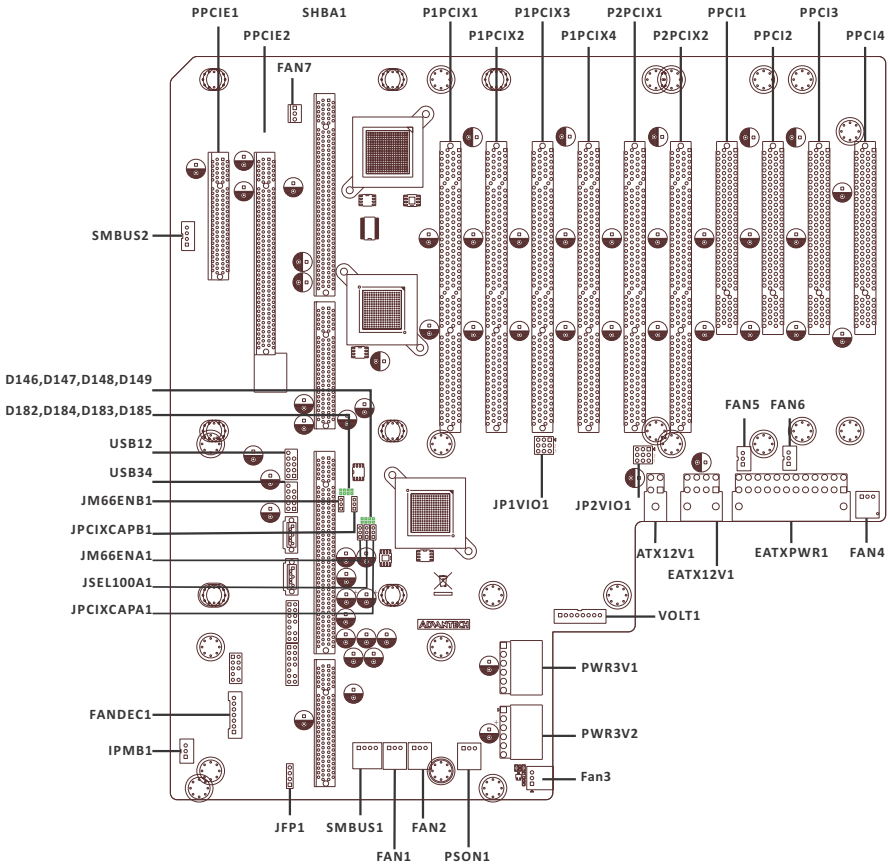 PPCIE1
SHBA1
P1PCIX1
P1PCIX3
P2PCIX1
PPCI1
PPCI3
PPCIE2
P1PCIX2
P1PCIX4
P2PCIX2
PPCI2
PPCI4
FAN7
SMBUS2
D146,D147,D148,D149
D182,D184,D183,D185
USB12
USB34
JM66ENB1
JPCIXCAPB1
JM66ENA1
JSEL100A1
JPCIXCAPA1
FAN5
FAN6
JP1VIO1
JP2VIO1
ATX12V1
EATX12V1
EATXPWR1
FAN4
ADVANTECH
VOLT1
PWR3V1
PWR3V2
Fan3
FANDEC1
IPMB1
JFP1
SMBUS1
FAN2
FAN1
PSON1